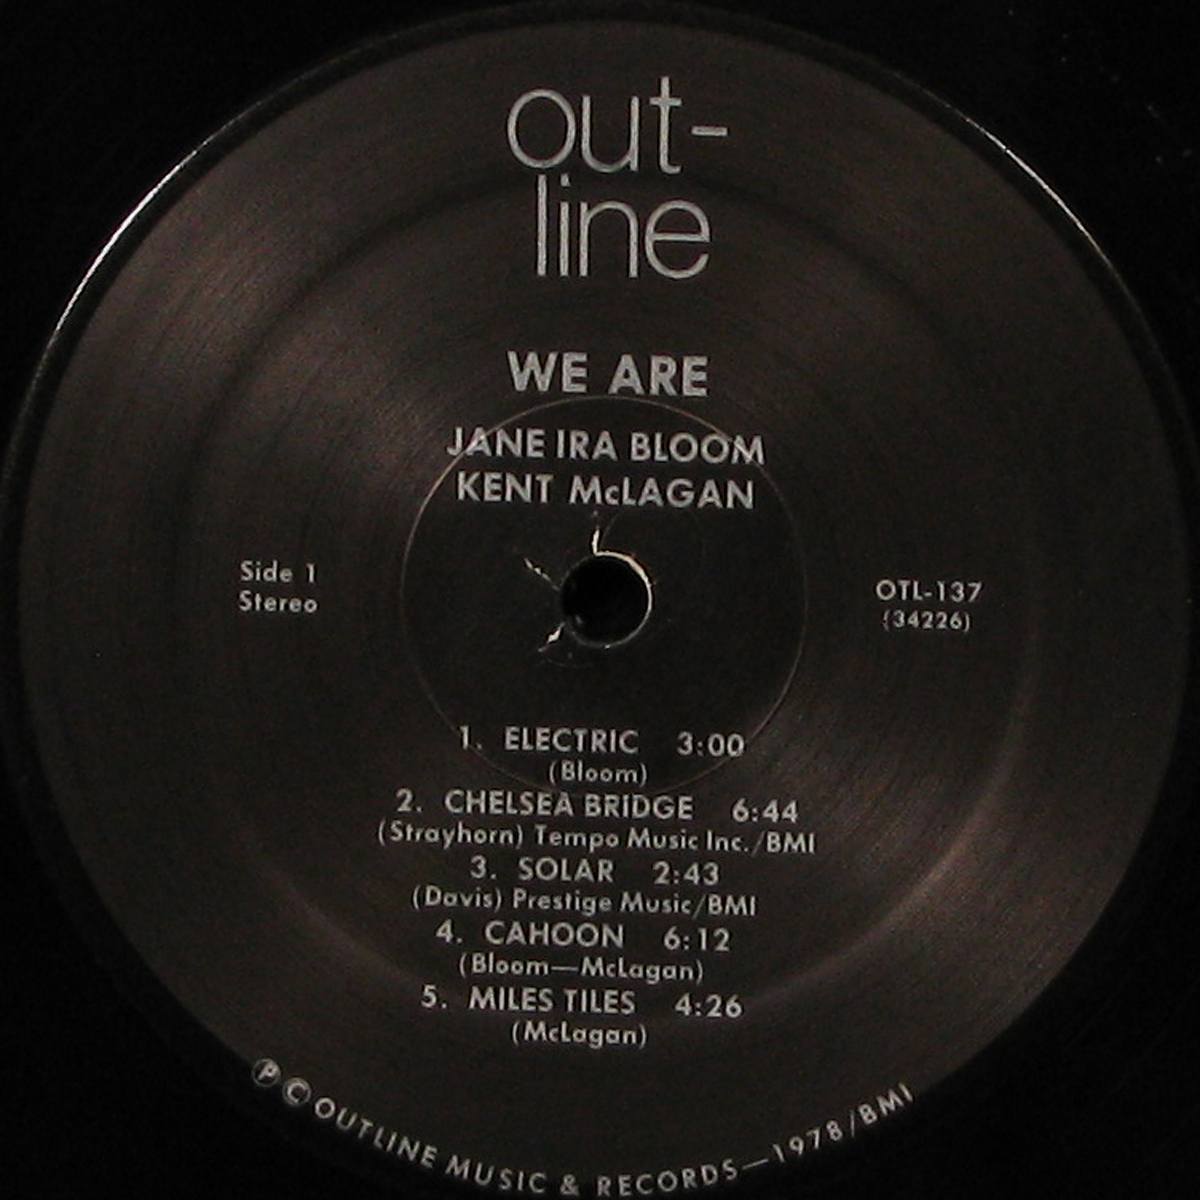 out-
line
WE ARE
JANE IRA BLOOM
KENT McLAGAN
Side 1
Stereo
OTL-137
(34226)
1. ELECTRIC 3:00
(Bloom)
2. CHELSEA BRIDGE 6:44
(Strayhorn) Tempo Music Inc./BMI
3. SOLAR 2:43
(Davis) Prestige Music/BMI
4. CAHOON 6:12
(Bloom—McLagan)
5. MILES TILES 4:26
(McLagan)
Ⓟ © OUTLINE MUSIC & RECORDS—1978/BMI